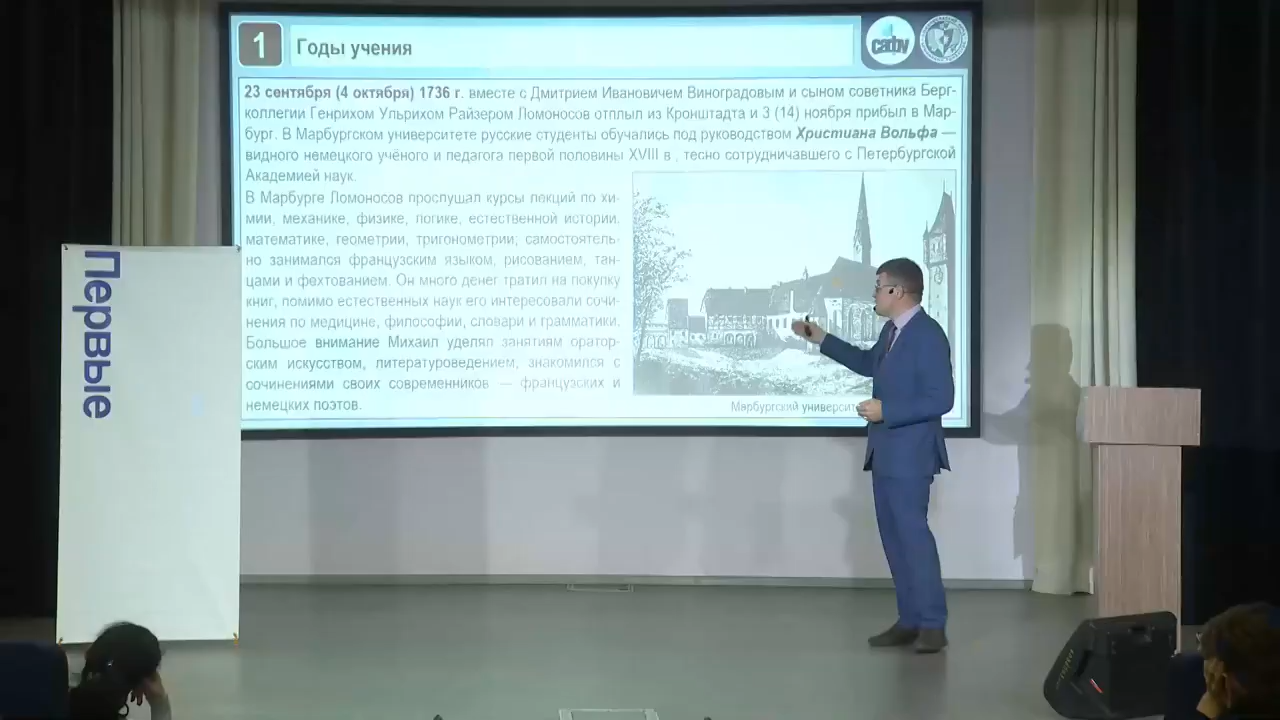 1 Годы учения
сафу
23 сентября (4 октября) 1736 г. вместе с Дмитрием Ивановичем Виноградовым и сыном советника Берг-
коллегии Генрихом Ульрихом Райзером Ломоносов отплыл из Кронштадта и 3 (14) ноября прибыл в Мар-
бург. В Марбургском университете русские студенты обучались под руководством Христиана Вольфа —
видного немецкого учёного и педагога первой половины XVIII в., тесно сотрудничавшего с Петербургской
Академией наук.
В Марбурге Ломоносов прослушал курсы лекций по хи-
мии, механике, физике, логике, естественной истории,
математике, геометрии, тригонометрии; самостоятель-
но занимался французским языком, рисованием, тан-
цами и фехтованием. Он много денег тратил на покупку
книг, помимо естественных наук его интересовали сочи-
нения по медицине, философии, словари и грамматики.
Большое внимание Михаил уделял занятиям оратор-
ским искусством, литературоведением, знакомился с
сочинениями своих современников — французских и
немецких поэтов.
Марбургский университ
Первые